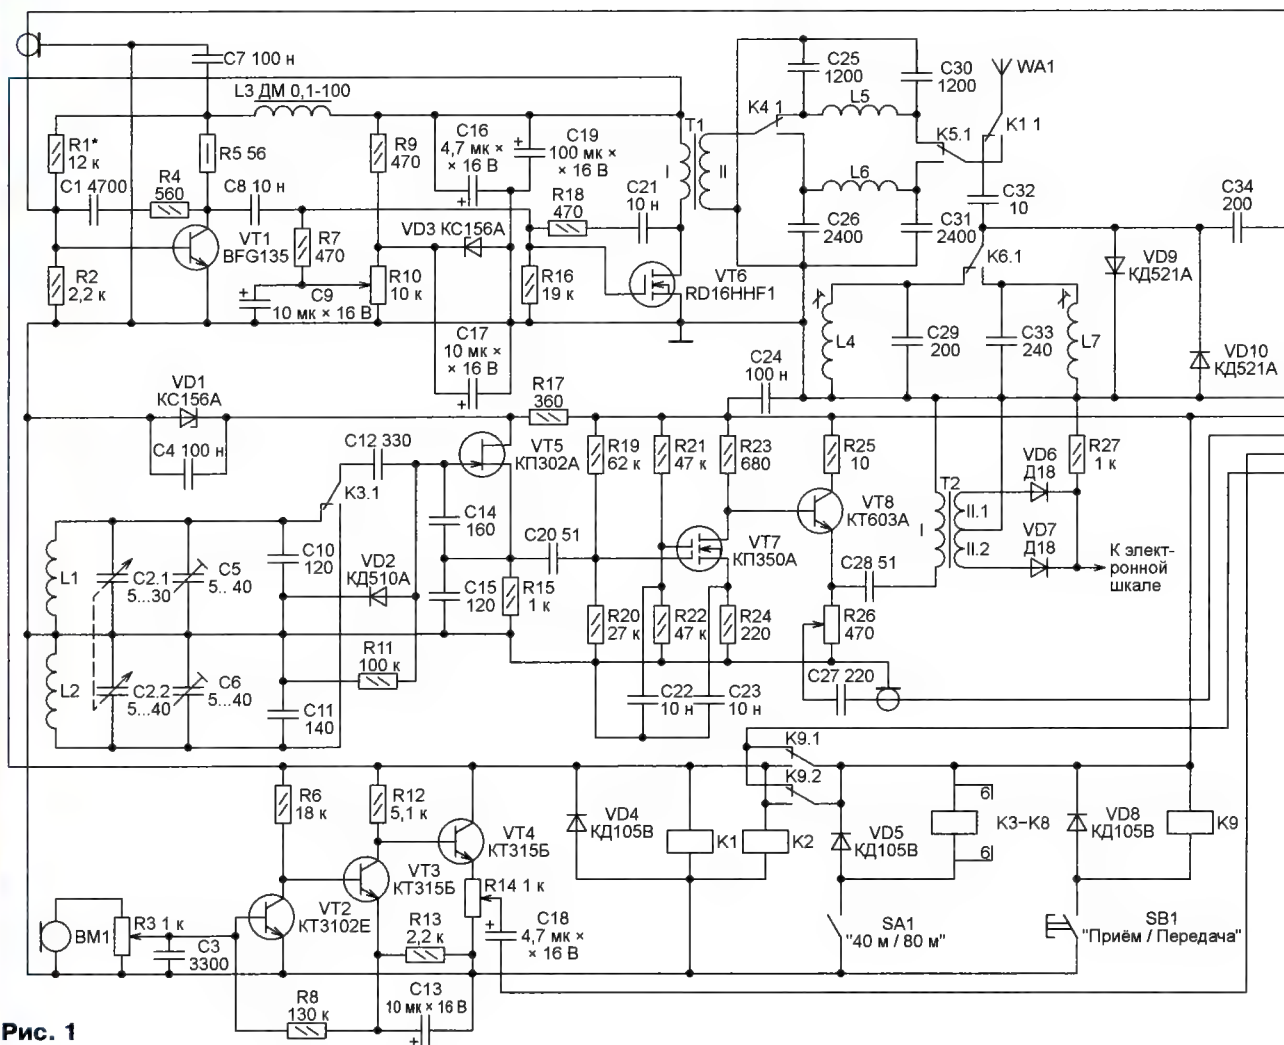 C7 100 н
L3 ДМ 0,1-100
R1*
12 к
R5 56
C1 4700
R4
560
C8 10 н
VT1
BFG135
R2
2,2 к
R7
470
C9
10 мк × 16 В
R9
470
R10
10 к
C16
4,7 мк ×
× 16 В
C19
100 мк ×
× 16 В
VD3 КС156А
C17
10 мк ×
× 16 В
R18
470
C21
10 н
R16
19 к
VT6
RD16HHF1
T1
I
II
K4.1
C25
1200
C30
1200
L5
L6
C26
2400
C31
2400
K5.1
WA1
K1.1
C32
10
C34
200
K6.1
VD9
КД521А
VD10
КД521А
L4
C29
200
C33
240
L7
VD1
КС156А
C4 100 н
C12 330
K3.1
VT5
КП302А
R17
360
C24
100 н
R19
62 к
R21
47 к
R23
680
R25
10
VT8
КТ603А
T2
I
II.1
II.2
VD6
Д18
VD7
Д18
R27
1 к
К элект-
ронной
шкале
L1
C2.1
5...30
C5
5.. 40
C10
120
VD2
КД510А
C14
160
C15
120
R15
1 к
C20 51
VT7
КП350А
C28 51
R20
27 к
R22
47 к
R24
220
R26
470
L2
C2.2
5...40
C6
5...40
R11
100 к
C11
140
C22
10 н
C23
10 н
C27 220
K9.1
K9.2
R6
18 к
R12
5,1 к
VT4
КТ315Б
VT3
КТ315Б
VT2
КТ3102Е
VD4
КД105В
K1
K2
VD5
КД105В
6
6
K3–K8
VD8
КД105В
K9
BM1
R3 1 к
C3
3300
R13
2,2 к
R14 1 к
C18
4,7 мк ×
× 16 В
SA1
"40 м / 80 м"
SB1
"Приём / Передача"
R8
130 к
C13
10 мк × 16 В
Рис. 1